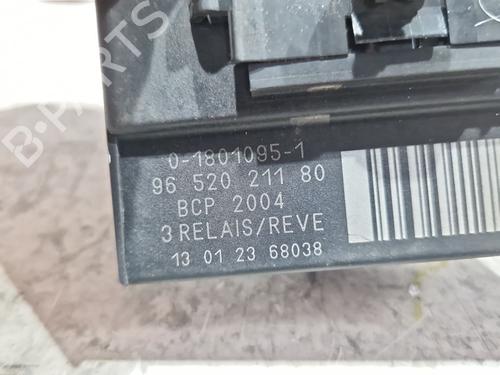 B-PARTS
0-1801095-1
96 520 211 80
BCP 2004
3 RELAIS/REVE
13 01 23 68038